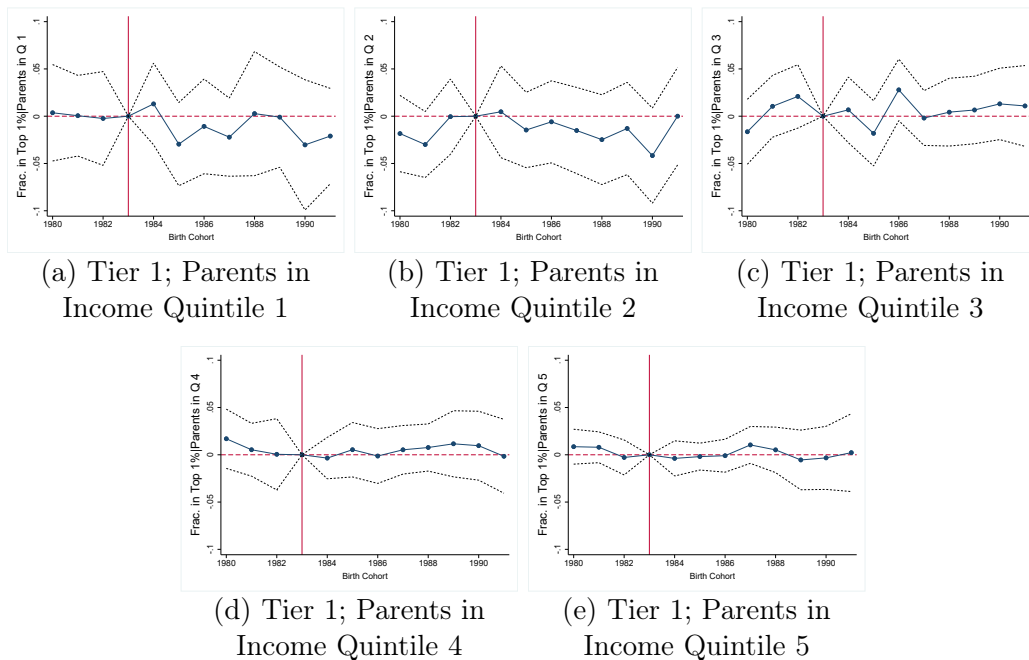 Frac. in Top 1%|Parents in Q 1
.1
.05
0
-.05
-.1
1980 1982 1984 1986 1988 1990
Birth Cohort
(a) Tier 1; Parents in
Income Quintile 1
Frac. in Top 1%|Parents in Q 2
.1
.05
0
-.05
-.1
1980 1982 1984 1986 1988 1990
Birth Cohort
(b) Tier 1; Parents in
Income Quintile 2
Frac. in Top 1%|Parents in Q 3
.1
.05
0
-.05
-.1
1980 1982 1984 1986 1988 1990
Birth Cohort
(c) Tier 1; Parents in
Income Quintile 3
Frac. in Top 1%|Parents in Q 4
.1
.05
0
-.05
-.1
1980 1982 1984 1986 1988 1990
Birth Cohort
(d) Tier 1; Parents in
Income Quintile 4
Frac. in Top 1%|Parents in Q 5
.1
.05
0
-.05
-.1
1980 1982 1984 1986 1988 1990
Birth Cohort
(e) Tier 1; Parents in
Income Quintile 5